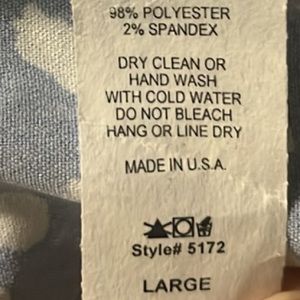 98% POLYESTER
2% SPANDEX
DRY CLEAN OR
HAND WASH
WITH COLD WATER
DO NOT BLEACH
HANG OR LINE DRY
MADE IN U.S.A.
Style# 5172
LARGE